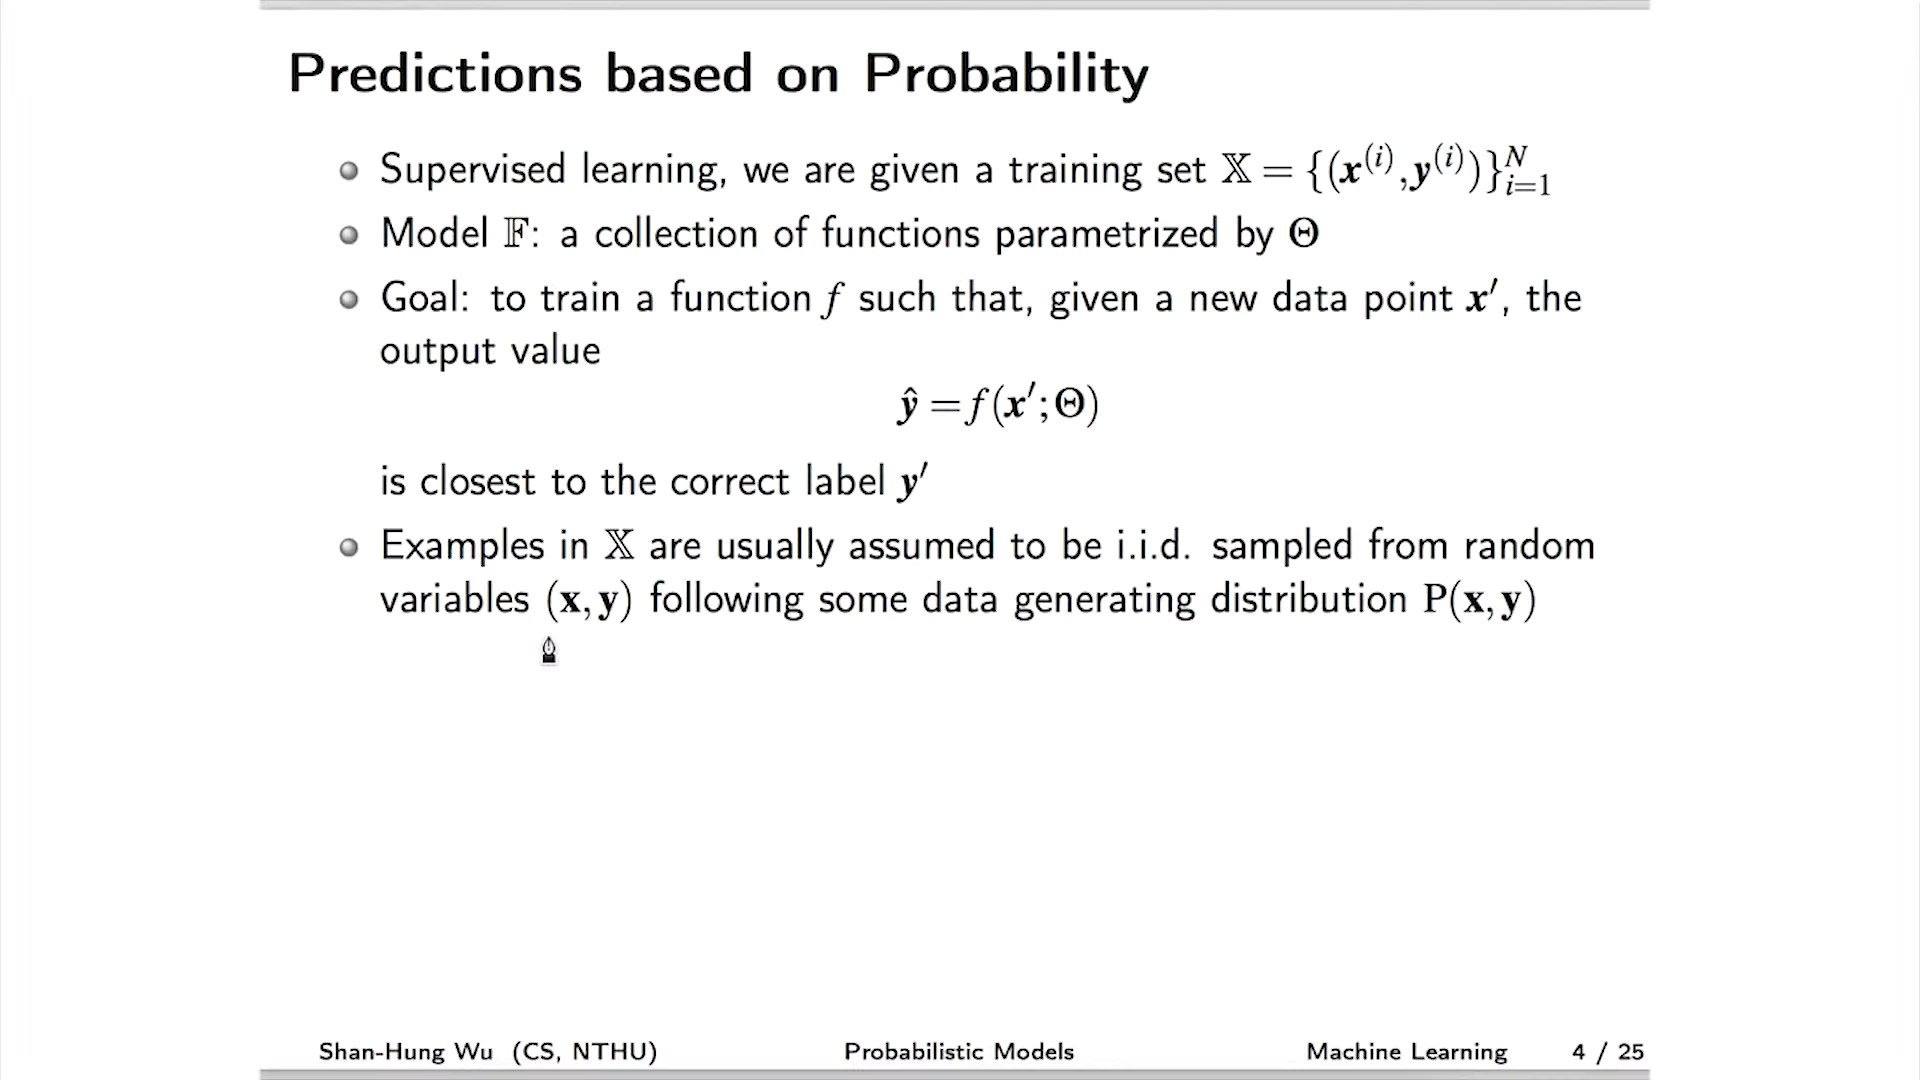 Predictions based on Probability
Supervised learning, we are given a training set 𝕏 = {(x^(i), y^(i))}_{i=1}^N
Model 𝔽: a collection of functions parametrized by Θ
Goal: to train a function f such that, given a new data point x′, the
output value
ŷ = f(x′;Θ)
is closest to the correct label y′
Examples in 𝕏 are usually assumed to be i.i.d. sampled from random
variables (x,y) following some data generating distribution P(x,y)
Shan-Hung Wu (CS, NTHU) Probabilistic Models Machine Learning 4 / 25